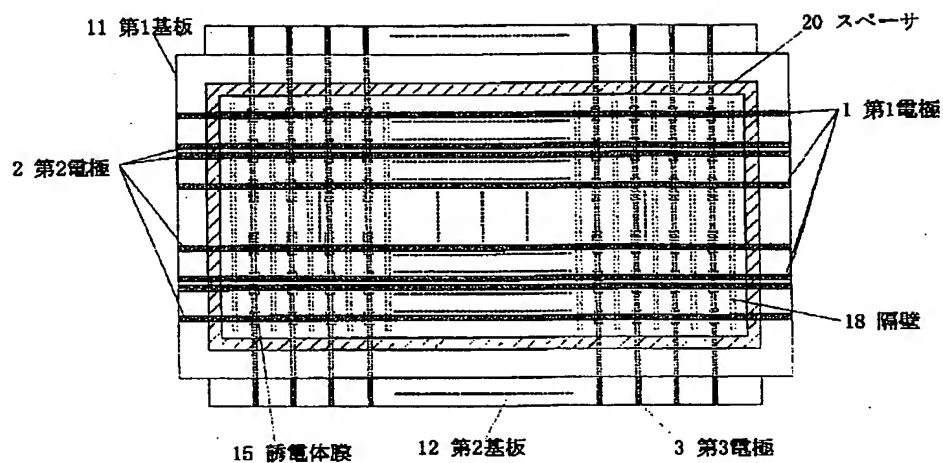 11 第1基板
20 スペーサ
1 第1電極
2 第2電極
18 隔壁
15 誘電体膜
12 第2基板
3 第3電極